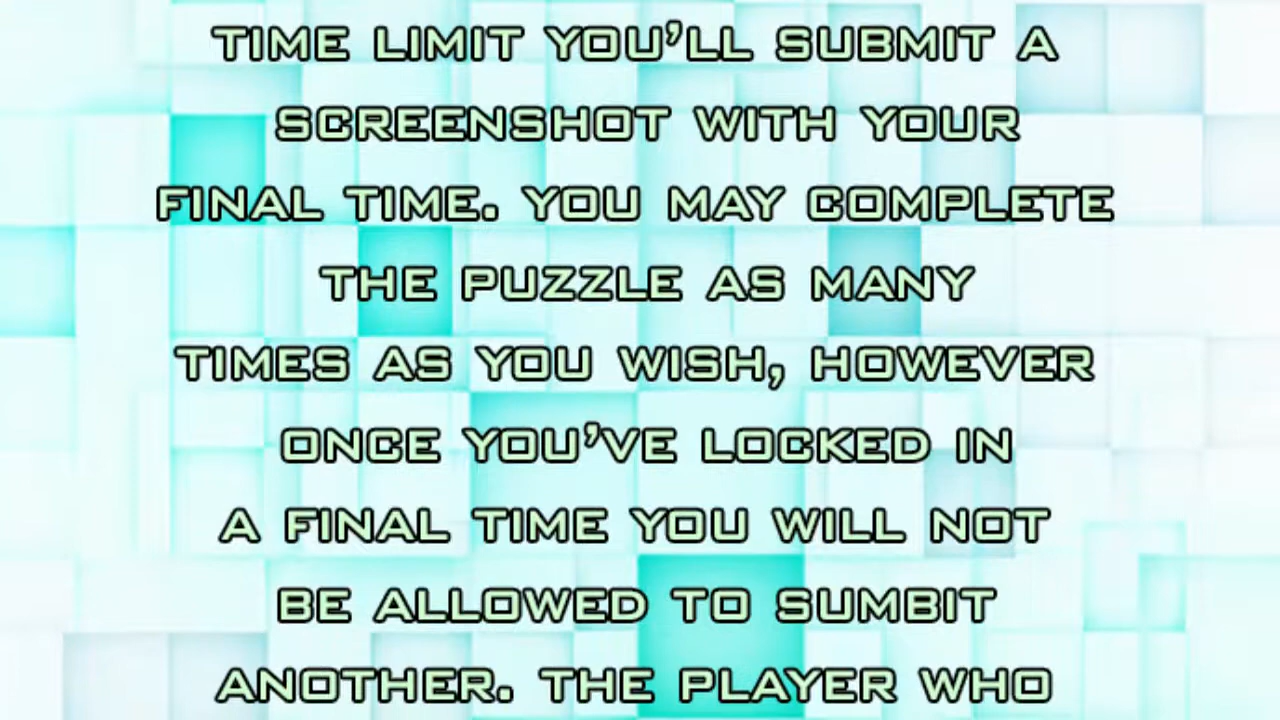 TIME LIMIT YOU'LL SUBMIT A
SCREENSHOT WITH YOUR
FINAL TIME. YOU MAY COMPLETE
THE PUZZLE AS MANY
TIMES AS YOU WISH, HOWEVER
ONCE YOU'VE LOCKED IN
A FINAL TIME YOU WILL NOT
BE ALLOWED TO SUMBIT
ANOTHER. THE PLAYER WHO